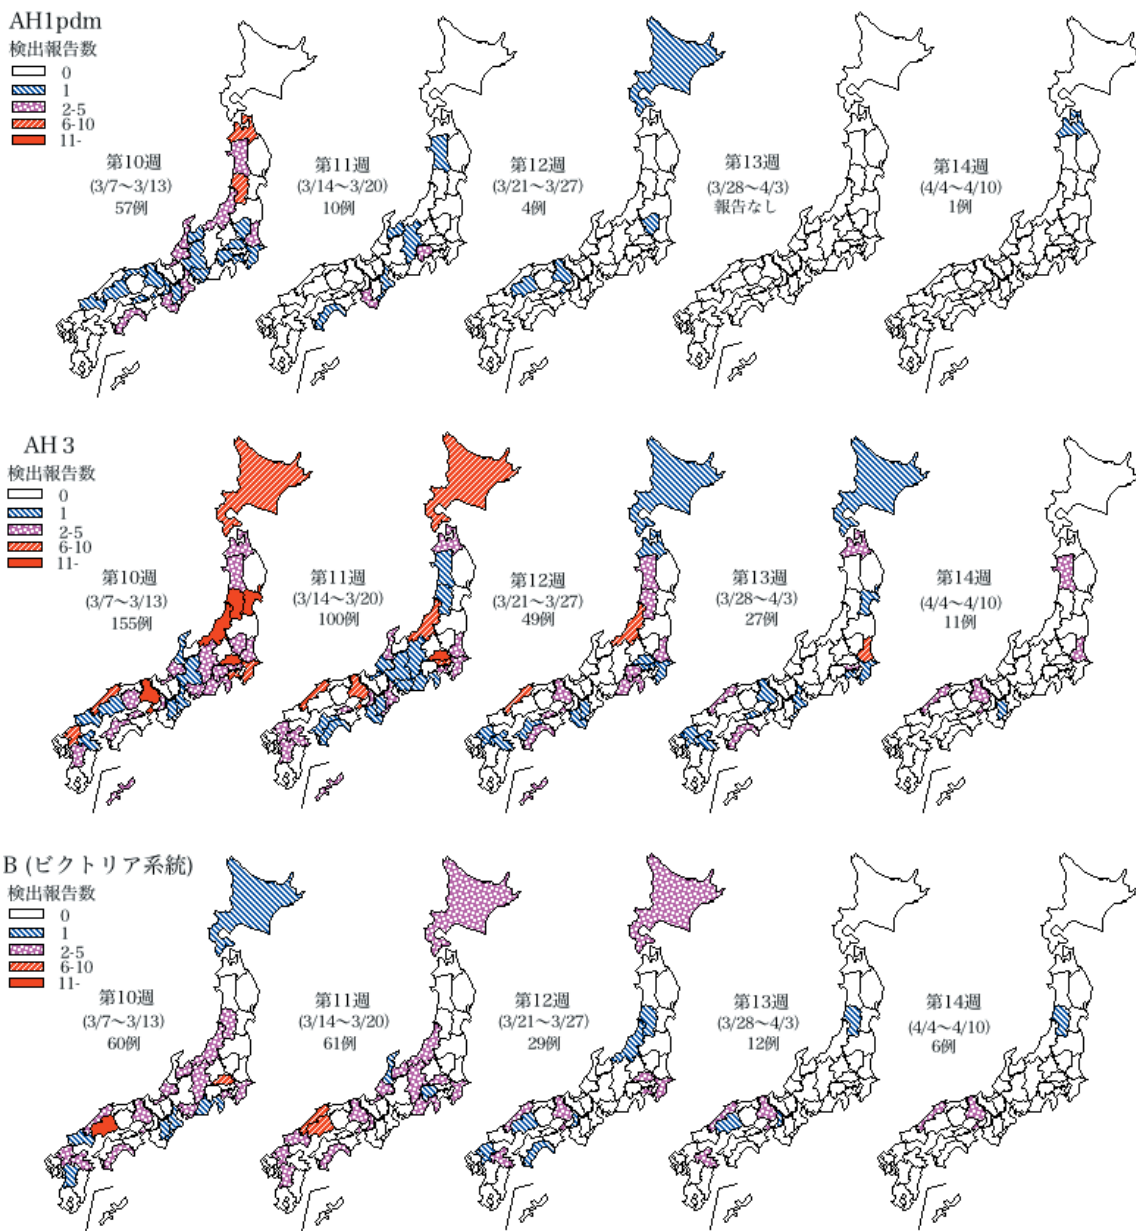 AH1pdm
検出報告数
0
1
2-5
6-10
11-
第10週
(3/7～3/13)
57例
第11週
(3/14～3/20)
10例
第12週
(3/21～3/27)
4例
第13週
(3/28～4/3)
報告なし
第14週
(4/4～4/10)
1例
AH 3
検出報告数
0
1
2-5
6-10
11-
第10週
(3/7～3/13)
155例
第11週
(3/14～3/20)
100例
第12週
(3/21～3/27)
49例
第13週
(3/28～4/3)
27例
第14週
(4/4～4/10)
11例
B (ビクトリア系統)
検出報告数
0
1
2-5
6-10
11-
第10週
(3/7～3/13)
60例
第11週
(3/14～3/20)
61例
第12週
(3/21～3/27)
29例
第13週
(3/28～4/3)
12例
第14週
(4/4～4/10)
6例